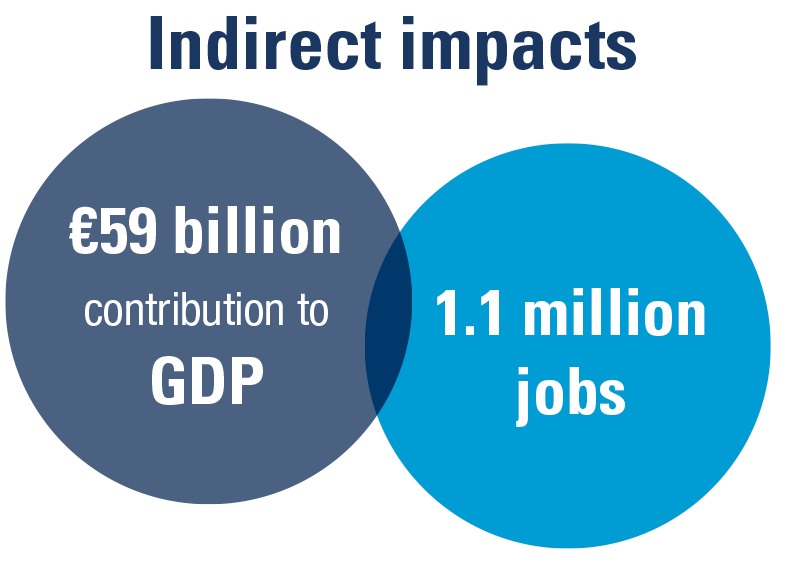 Indirect impacts
€59 billion
contribution to
GDP
1.1 million
jobs